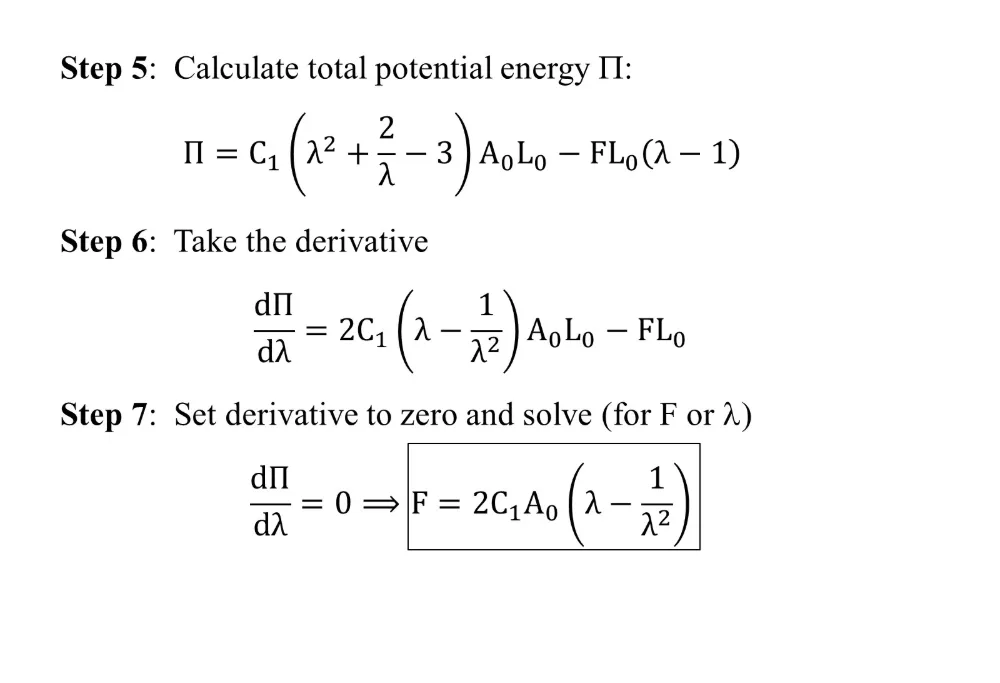 Step 5: Calculate total potential energy Π:
Π = C₁(λ² + 2/λ − 3)A₀L₀ − FL₀(λ − 1)
Step 6: Take the derivative
dΠ/dλ = 2C₁(λ − 1/λ²)A₀L₀ − FL₀
Step 7: Set derivative to zero and solve (for F or λ)
dΠ/dλ = 0 ⟹ F = 2C₁A₀(λ − 1/λ²)